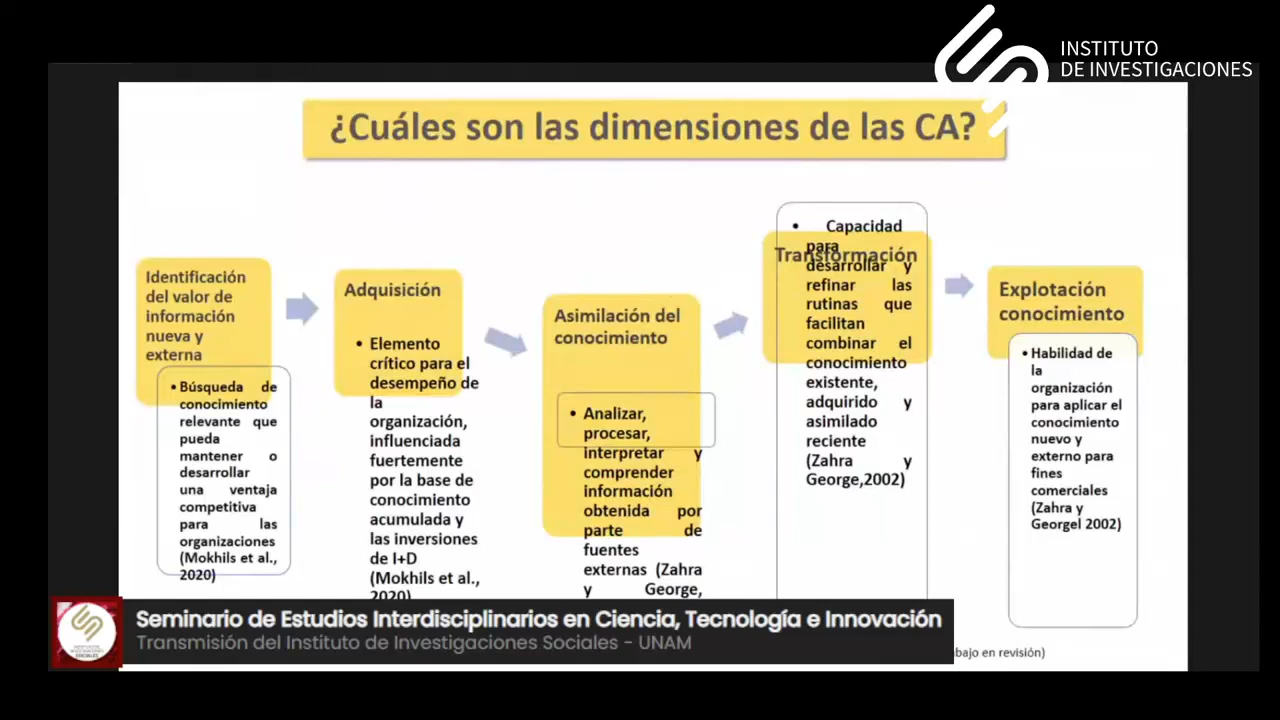 INSTITUTO
DE INVESTIGACIONES
¿Cuáles son las dimensiones de las CA?
Identificación
del valor de
información
nueva y
externa
• Búsqueda de
conocimiento
relevante que
pueda
mantener o
desarrollar
una ventaja
competitiva
para las
organizaciones
(Mokhils et al.,
2020)
Adquisición
• Elemento
crítico para el
desempeño de
la
organización,
influenciada
fuertemente
por la base de
conocimiento
acumulada y
las inversiones
de I+D
(Mokhils et al.,
2020)
Asimilación del
conocimiento
• Analizar,
procesar,
interpretar y
comprender
información
obtenida por
parte de
fuentes
externas (Zahra
y George,
Transformación
• Capacidad
para
desarrollar y
refinar las
rutinas que
facilitan
combinar el
conocimiento
existente,
adquirido y
asimilado
reciente
(Zahra y
George,2002)
Explotación
conocimiento
• Habilidad de
la
organización
para aplicar el
conocimiento
nuevo y
externo para
fines
comerciales
(Zahra y
Georgel 2002)
bajo en revisión)
Seminario de Estudios Interdisciplinarios en Ciencia, Tecnología e Innovación
Transmisión del Instituto de Investigaciones Sociales - UNAM